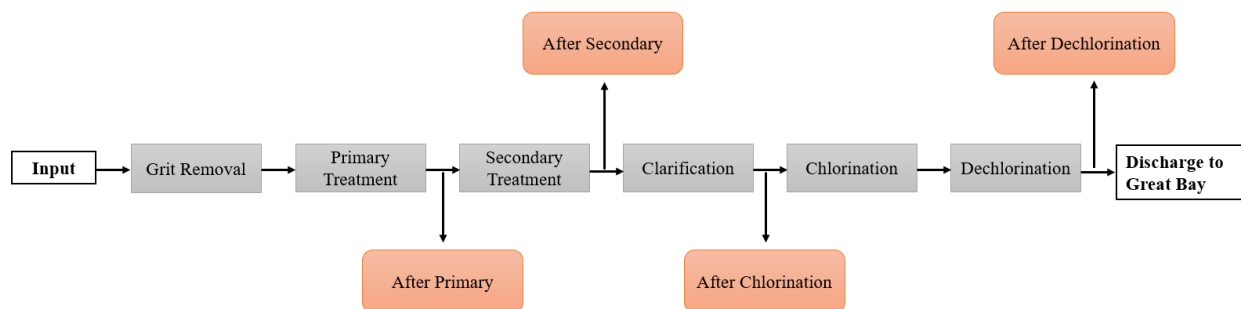 After Secondary
After Dechlorination
Input
Grit Removal
Primary
Treatment
Secondary
Treatment
Clarification
Chlorination
Dechlorination
Discharge to
Great Bay
After Primary
After Chlorination